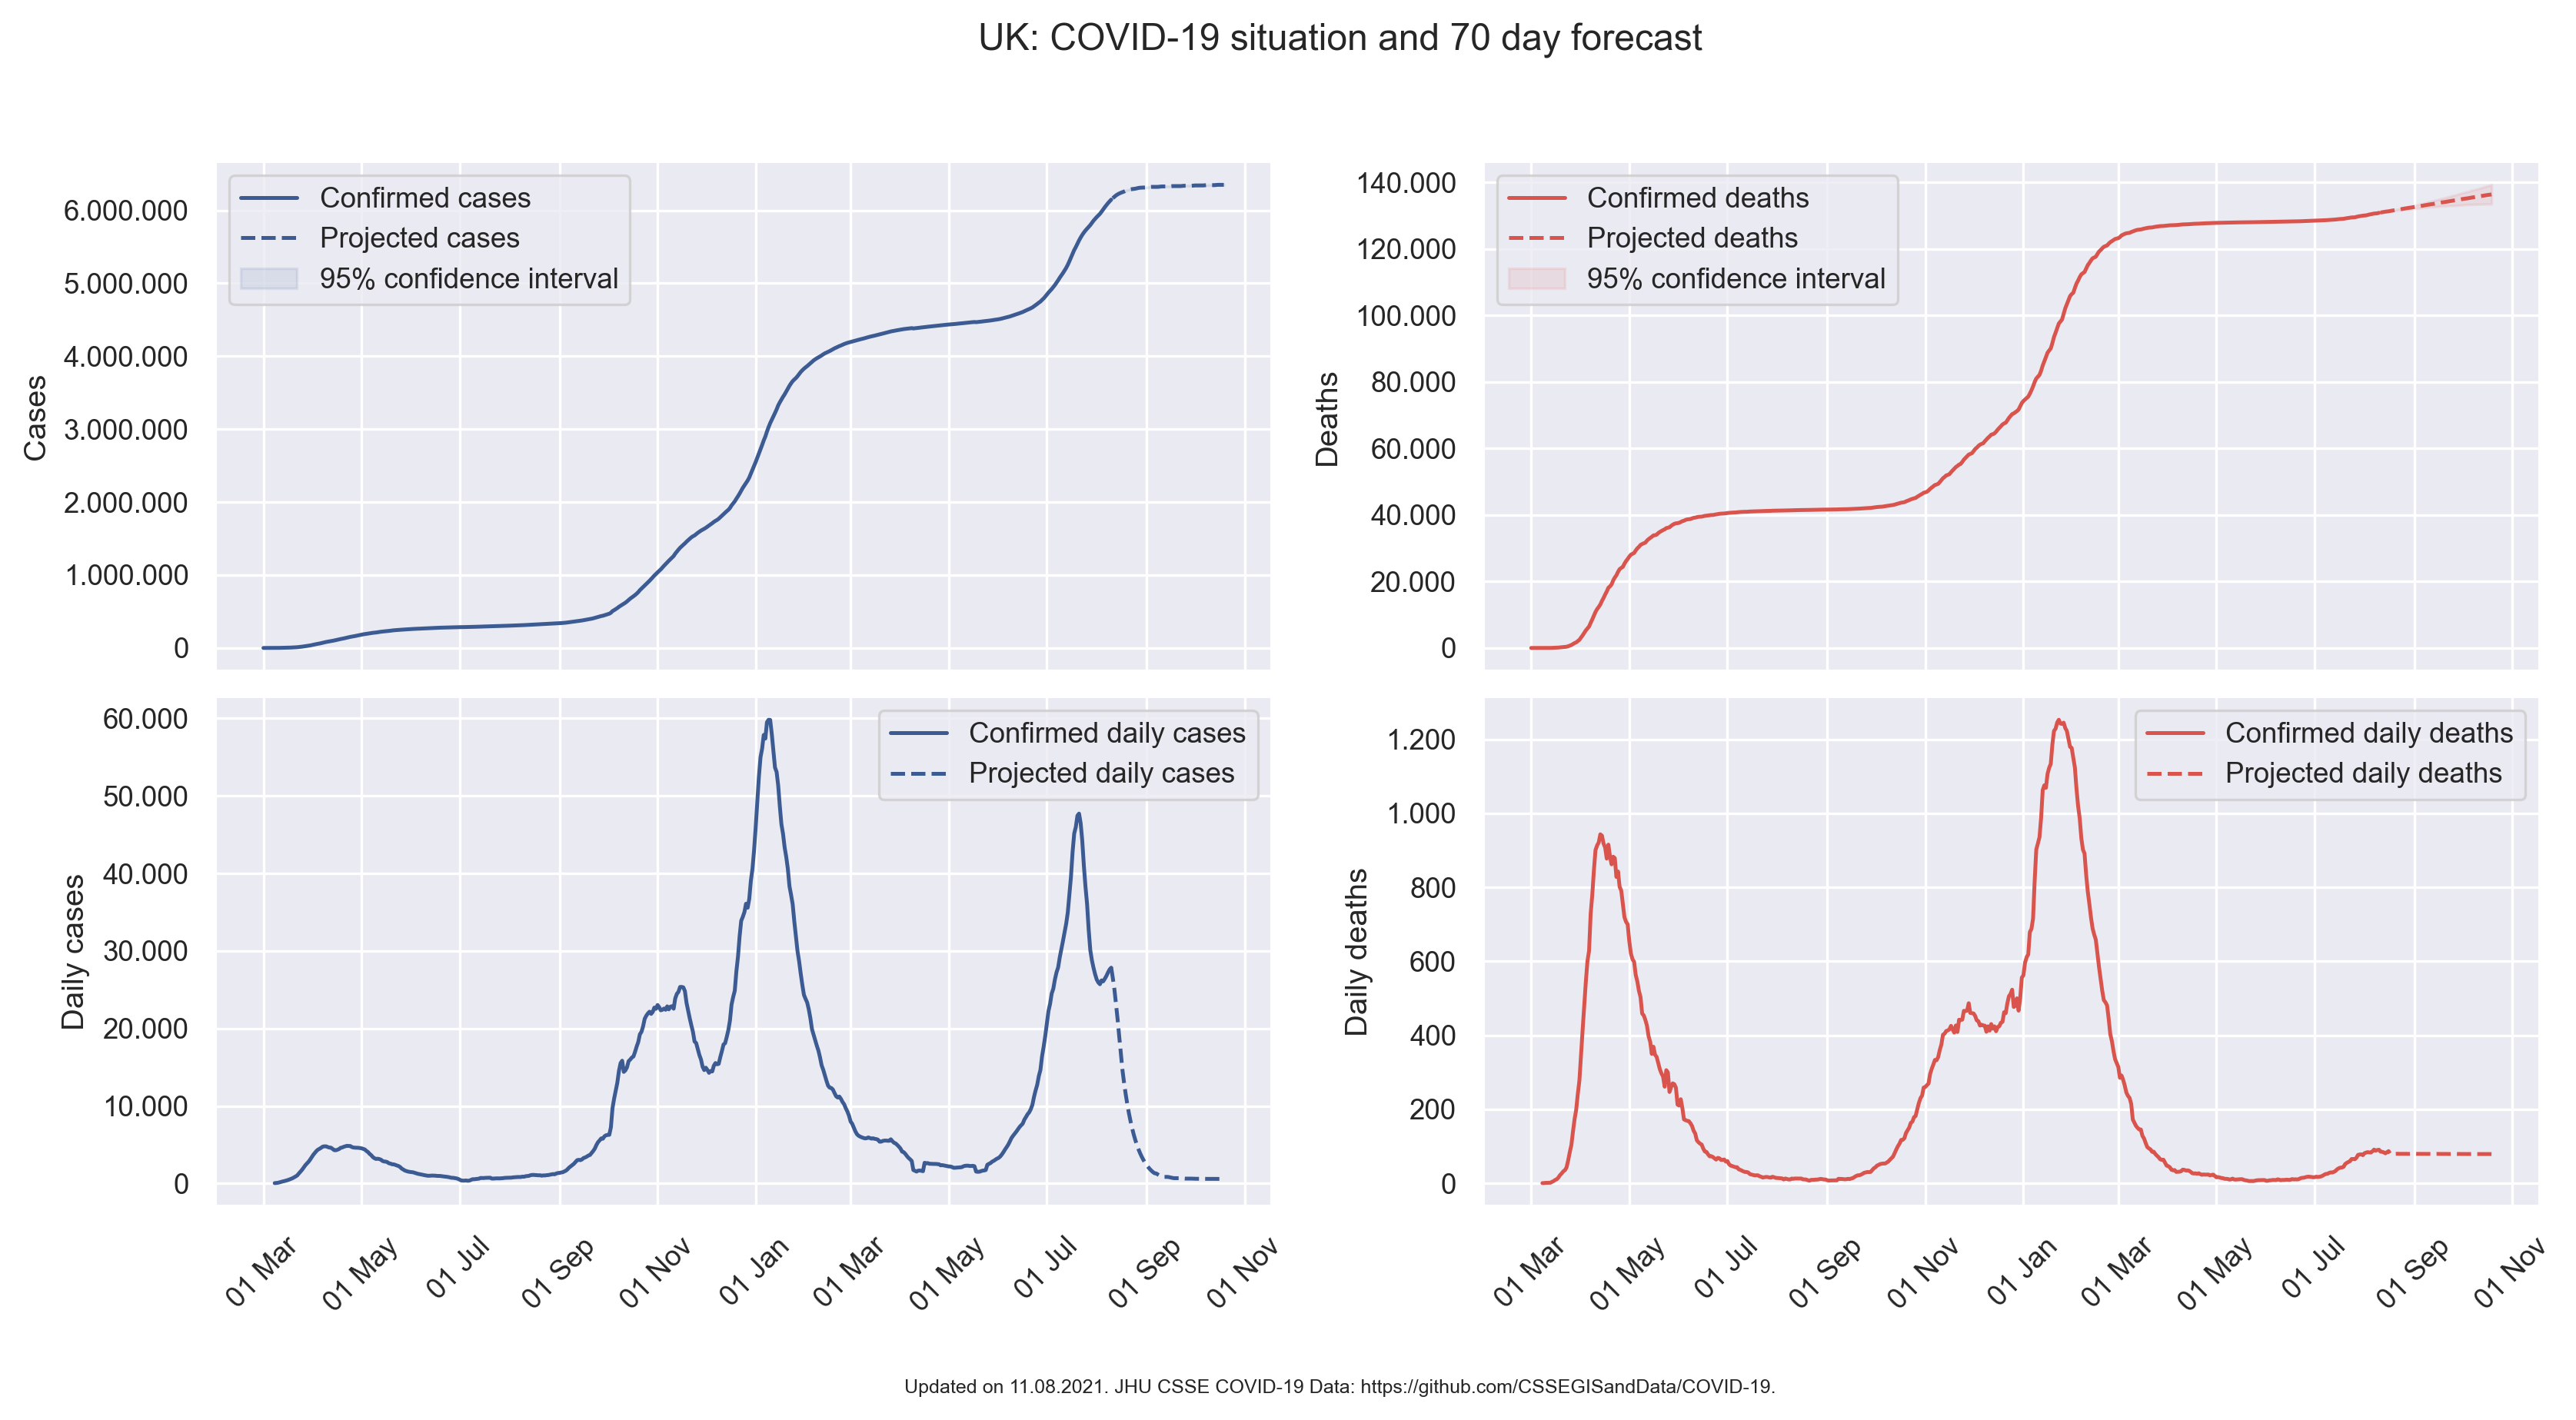 UK: COVID-19 situation and 70 day forecast
Confirmed cases
Projected cases
95% confidence interval
6.000.000
5.000.000
4.000.000
3.000.000
2.000.000
1.000.000
0
Cases
Confirmed deaths
Projected deaths
95% confidence interval
140.000
120.000
100.000
80.000
60.000
40.000
20.000
0
Deaths
Confirmed daily cases
Projected daily cases
60.000
50.000
40.000
30.000
20.000
10.000
0
Daily cases
01 Mar
01 May
01 Jul
01 Sep
01 Nov
01 Jan
01 Mar
01 May
01 Jul
01 Sep
01 Nov
Confirmed daily deaths
Projected daily deaths
1.200
1.000
800
600
400
200
0
Daily deaths
01 Mar
01 May
01 Jul
01 Sep
01 Nov
01 Jan
01 Mar
01 May
01 Jul
01 Sep
01 Nov
Updated on 11.08.2021. JHU CSSE COVID-19 Data: https://github.com/CSSEGISandData/COVID-19.